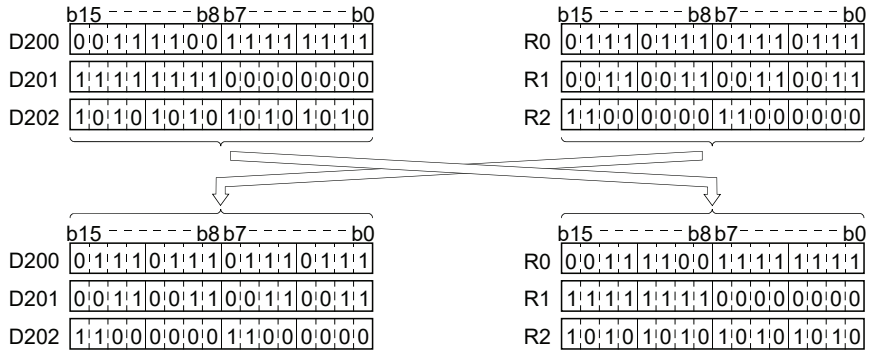 b15 b8 b7 b0 b15 b8 b7 b0
D200 0 0 1 1 1 1 0 0 1 1 1 1 1 1 1 1 R0 0 1 1 1 0 1 1 1 0 1 1 1 0 1 1 1
D201 1 1 1 1 1 1 1 1 0 0 0 0 0 0 0 0 R1 0 0 1 1 0 0 1 1 0 0 1 1 0 0 1 1
D202 1 0 1 0 1 0 1 0 1 0 1 0 1 0 1 0 R2 1 1 0 0 0 0 0 0 1 1 0 0 0 0 0 0
b15 b8 b7 b0 b15 b8 b7 b0
D200 0 1 1 1 0 1 1 1 0 1 1 1 0 1 1 1 R0 0 0 1 1 1 1 0 0 1 1 1 1 1 1 1 1
D201 0 0 1 1 0 0 1 1 0 0 1 1 0 0 1 1 R1 1 1 1 1 1 1 1 1 0 0 0 0 0 0 0 0
D202 1 1 0 0 0 0 0 0 1 1 0 0 0 0 0 0 R2 1 0 1 0 1 0 1 0 1 0 1 0 1 0 1 0